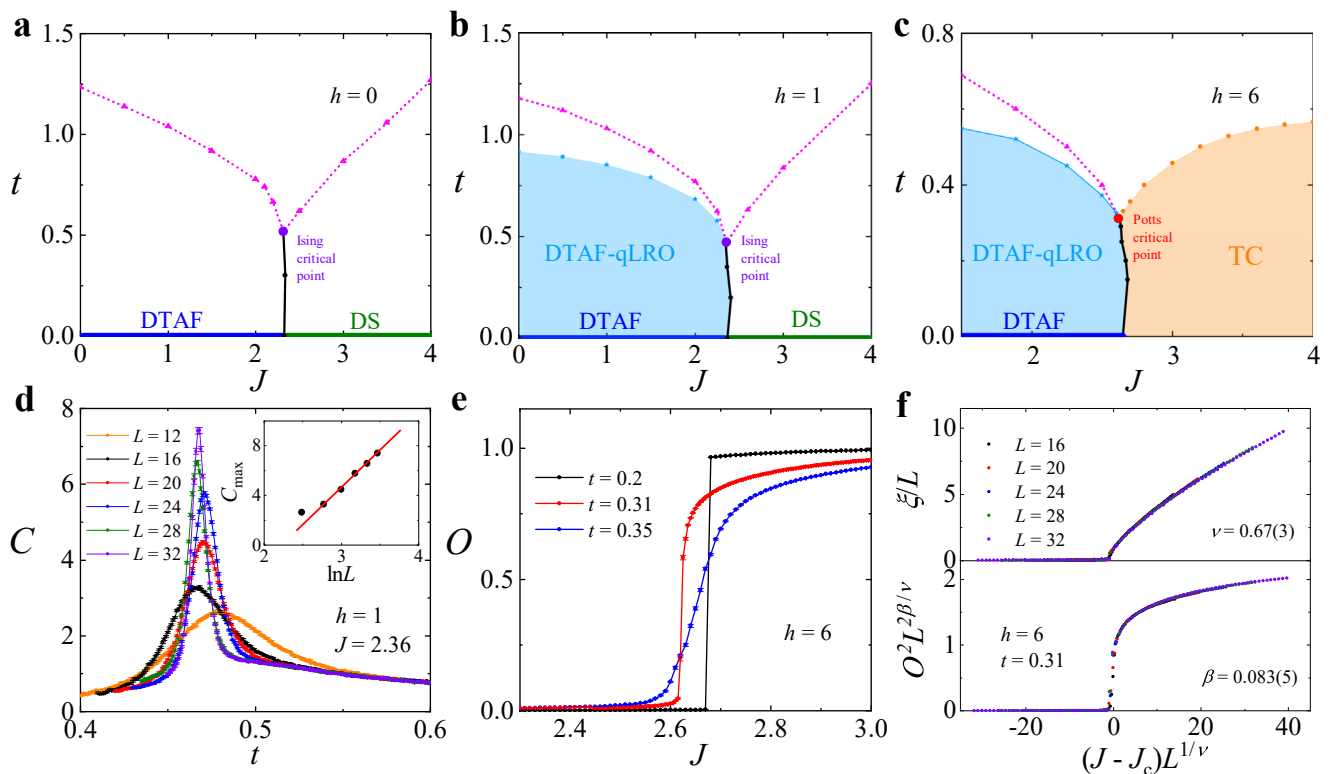 a
h = 0
1.5
1.0
0.5
0.0
t
Ising
critical
point
DTAF
DS
0
1
2
3
4
J
b
h = 1
1.5
1.0
0.5
0.0
t
Ising
critical
point
DTAF-qLRO
DTAF
DS
0
1
2
3
4
J
c
h = 6
0.8
0.4
0.0
t
Potts
critical
point
DTAF-qLRO
TC
DTAF
2
3
4
J
d
8
6
4
2
0
C
L = 12
L = 16
L = 20
L = 24
L = 28
L = 32
8
4
0
Cmax
2
3
4
lnL
h = 1
J = 2.36
0.4
0.5
0.6
t
e
1.0
0.5
0.0
O
t = 0.2
t = 0.31
t = 0.35
h = 6
2.4
2.6
2.8
3.0
J
f
10
5
0
ξ/L
L = 16
L = 20
L = 24
L = 28
L = 32
ν = 0.67(3)
2
1
0
O²L^{2β/ν}
h = 6
t = 0.31
β = 0.083(5)
-20
0
20
40
(J - Jc)L^{1/ν}